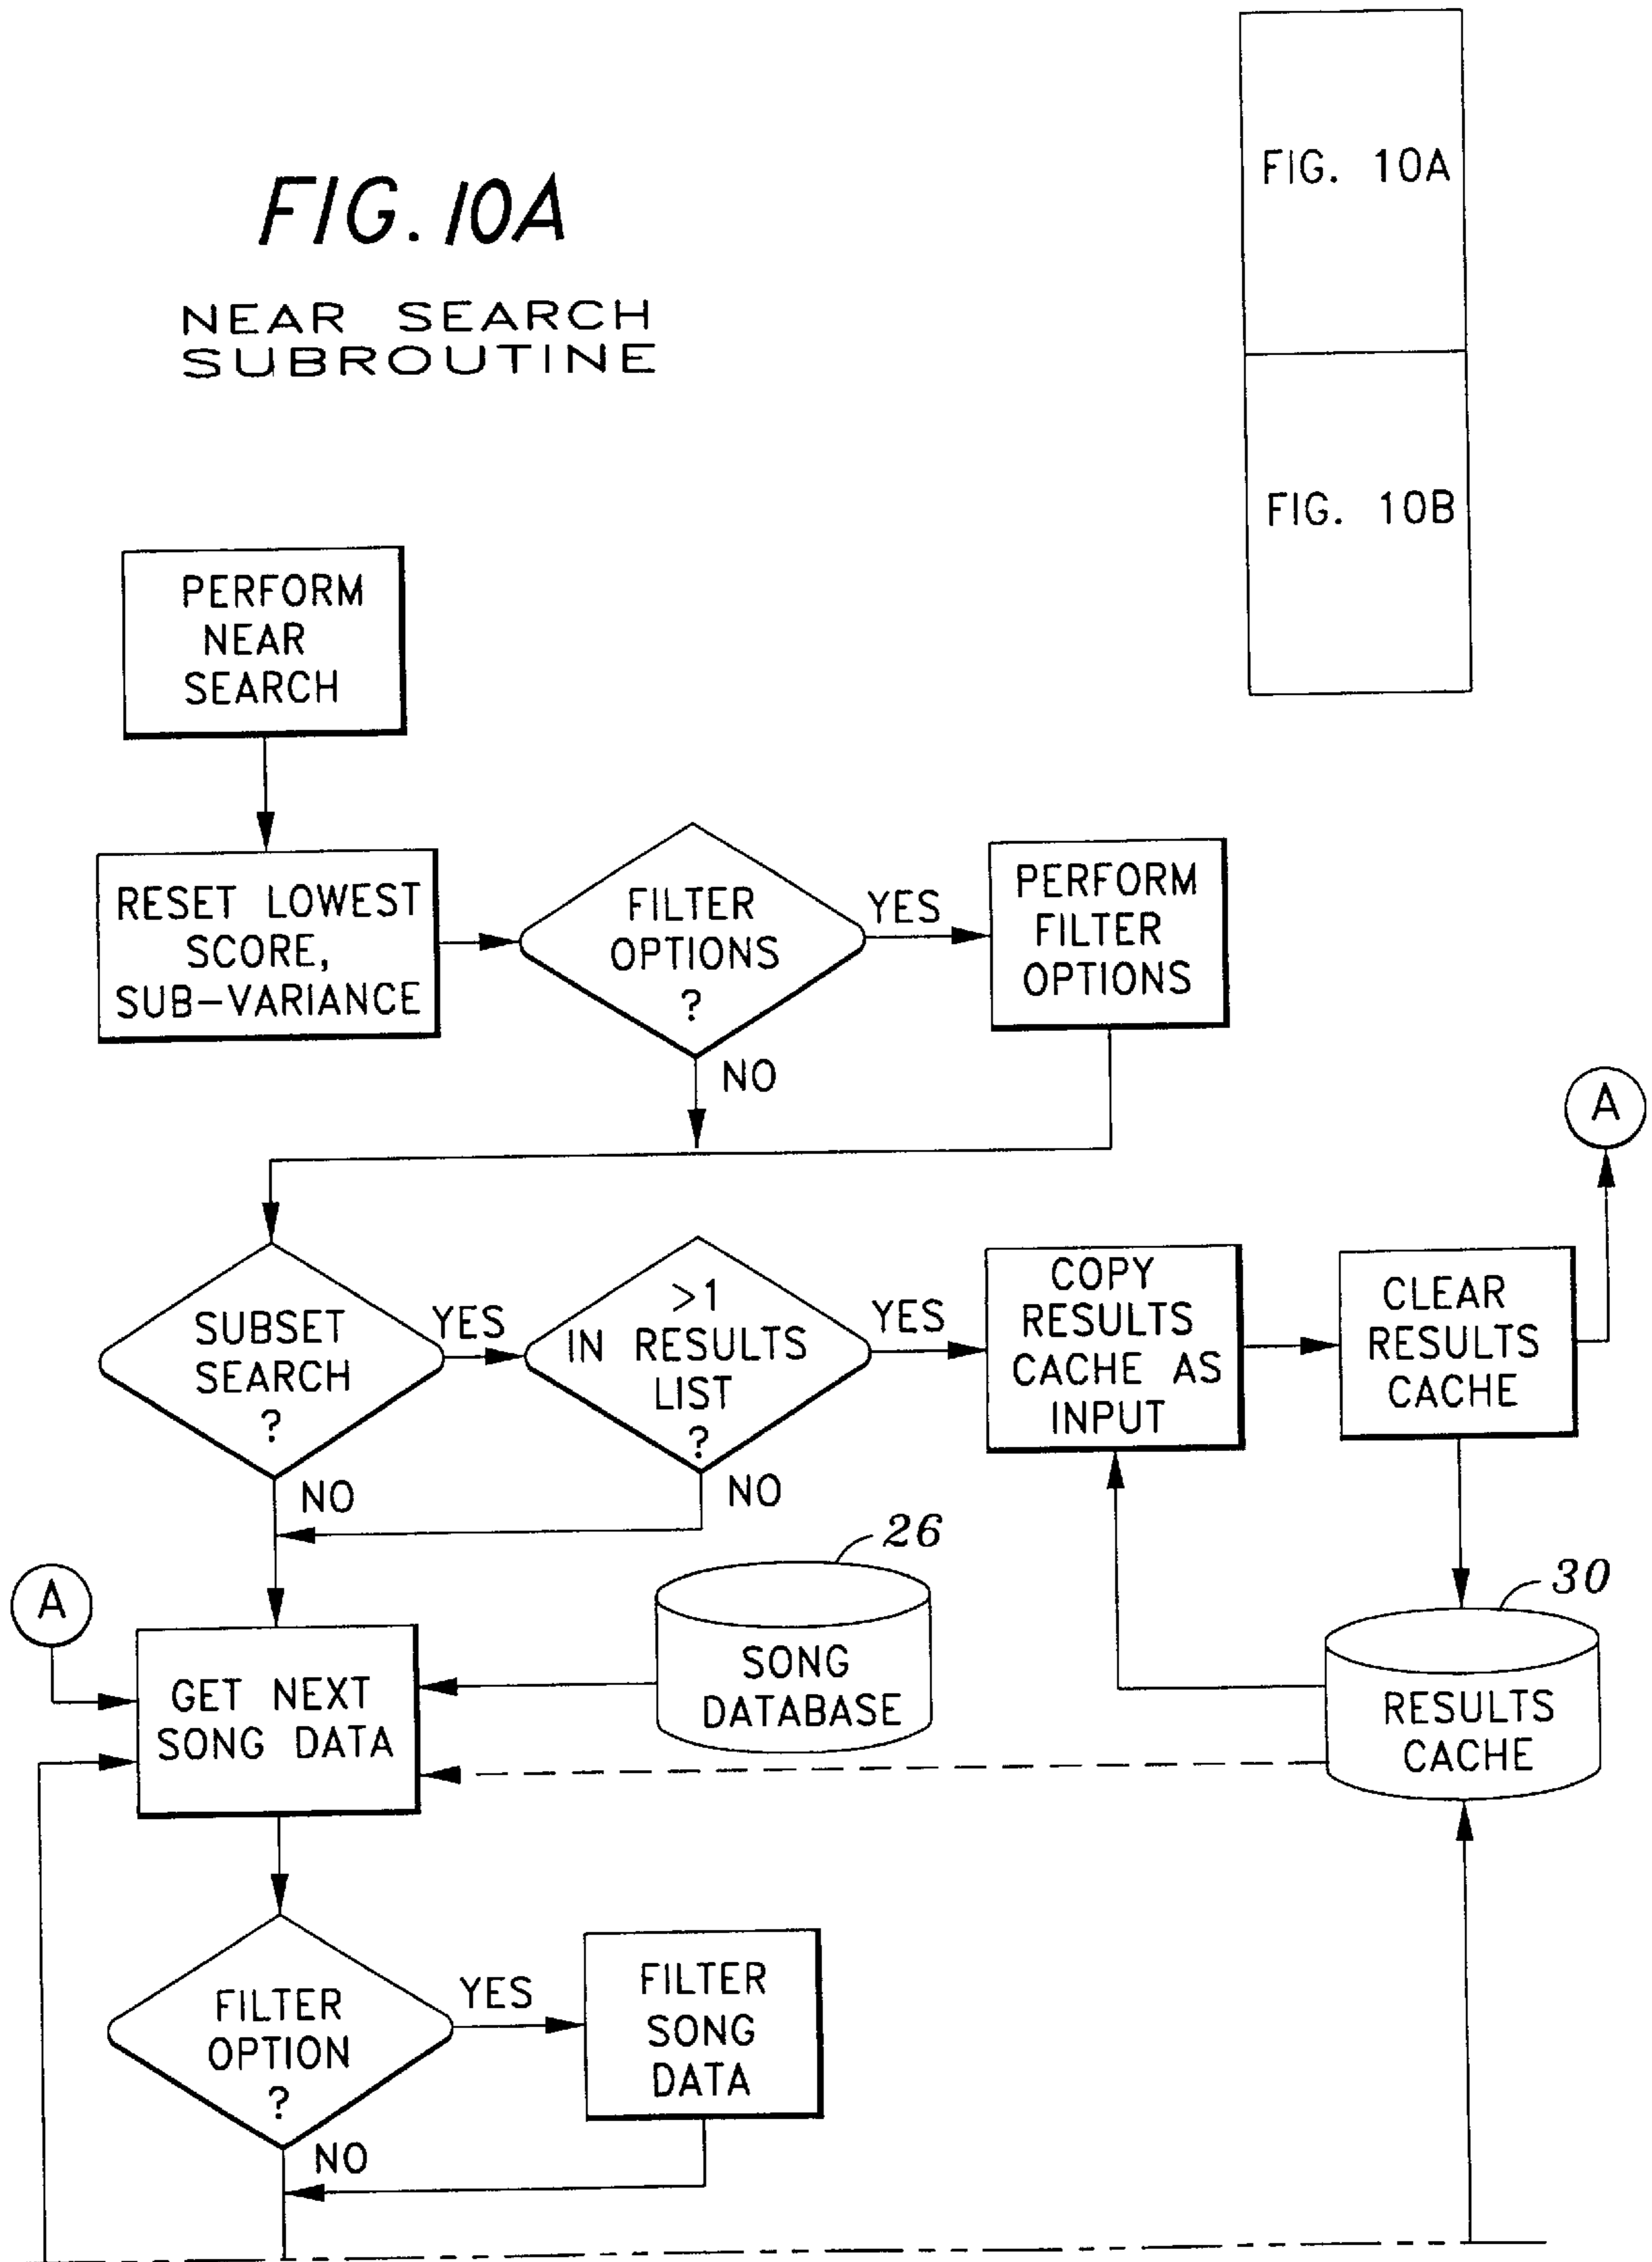 FIG. 10A
NEAR SEARCH
SUBROUTINE
FIG. 10A
FIG. 10B
PERFORM
NEAR
SEARCH
RESET LOWEST
SCORE,
SUB-VARIANCE
FILTER
OPTIONS
?
YES
NO
PERFORM
FILTER
OPTIONS
A
SUBSET
SEARCH
?
YES
NO
>1
IN RESULTS
LIST
?
YES
NO
COPY
RESULTS
CACHE AS
INPUT
CLEAR
RESULTS
CACHE
26
30
A
GET NEXT
SONG DATA
SONG
DATABASE
RESULTS
CACHE
FILTER
OPTION
?
YES
NO
FILTER
SONG
DATA